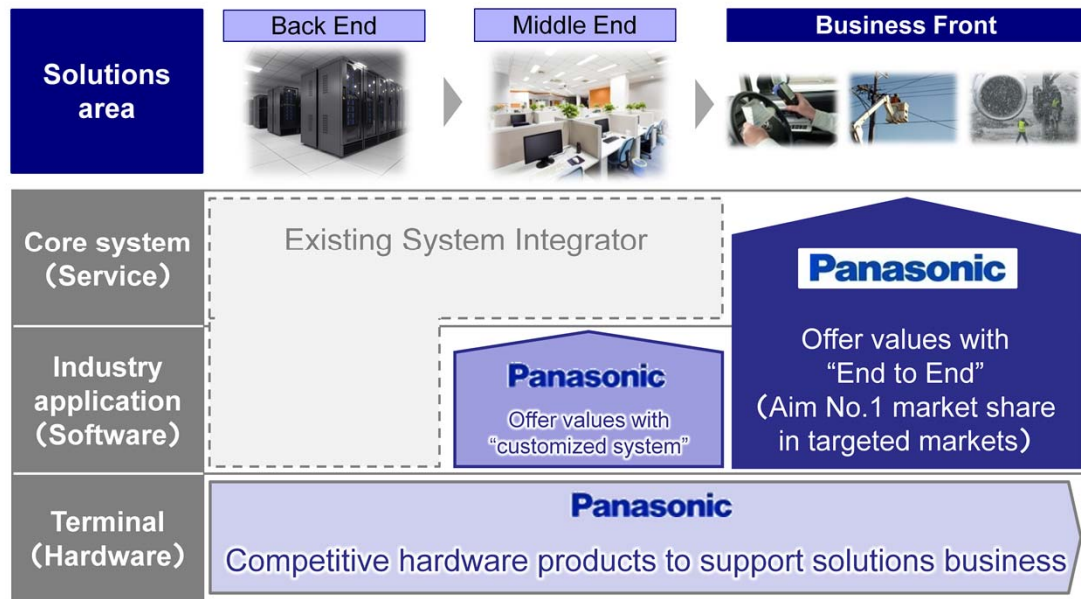 Solutions
area
Back End
Middle End
Business Front
Core system
(Service)
Existing System Integrator
Panasonic
Offer values with
“End to End”
(Aim No.1 market share
in targeted markets)
Industry
application
(Software)
Panasonic
Offer values with
“customized system”
Terminal
(Hardware)
Panasonic
Competitive hardware products to support solutions business